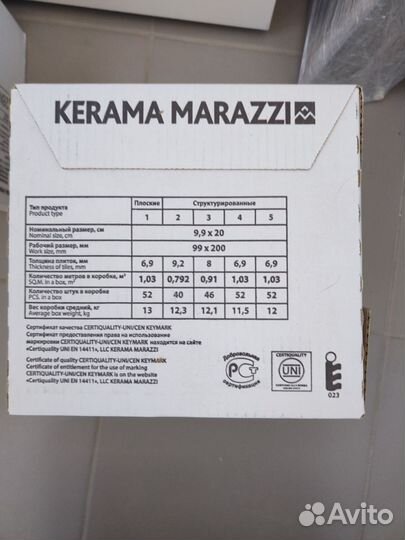 KERAMA MARAZZI
Тип продукта Плоские Структурированные
Product type 1 2 3 4 5
Номинальный размер, см 9,9 x 20
Nominal size, cm
Рабочий размер, мм 99 x 200
Work size, mm
Толщина плиток, мм 6,9 9,2 8 6,9 6,9
Thickness of tiles, mm
Количество метров в коробке, м² 1,03 0,792 0,91 1,03 1,03
SQ.M. in a box
Количество штук в коробке 52 40 46 52 52
PCS. in a box
Вес коробки средний, кг 13 12,3 12,1 11,5 12
Average box weight, kg
Сертификат качества CERTIQUALITY-UNI/CEN KEYMARK
Сертификат предоставления права на использование
маркировки CERTIQUALITY-UNI/CEN KEYMARK находится на сайте
«Certiquality UNI EN 14411», LLC KERAMA MARAZZI
Certificate of quality CERTIQUALITY-UNI/CEN KEYMARK
Certificate of entitlement for the use of marking
CERTIQUALITY-UNI/CEN KEYMARK is on the website
«Certiquality UNI EN 14411», LLC KERAMA MARAZZI
Добровольная
сертификация
CERTIQUALITY
UNI
023
Avito